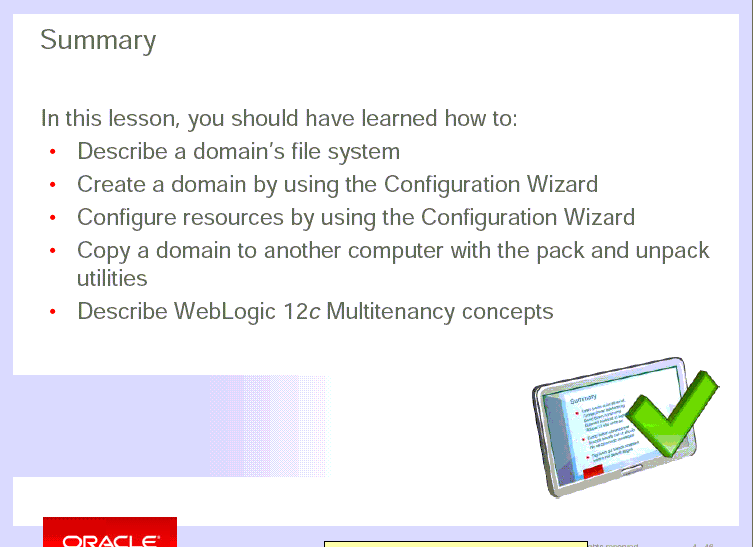 Summary
In this lesson, you should have learned how to:
• Describe a domain's file system
• Create a domain by using the Configuration Wizard
• Configure resources by using the Configuration Wizard
• Copy a domain to another computer with the pack and unpack
utilities
• Describe WebLogic 12c Multitenancy concepts
Summary
ORACLE
reserved